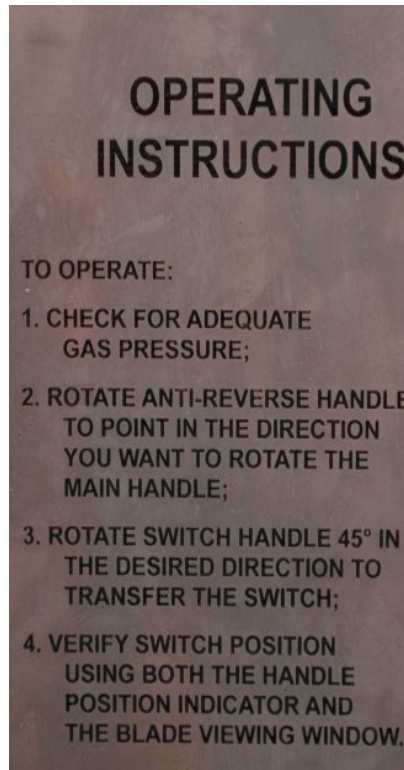 OPERATING
INSTRUCTIONS
TO OPERATE:
1. CHECK FOR ADEQUATE
GAS PRESSURE;
2. ROTATE ANTI-REVERSE HANDLE
TO POINT IN THE DIRECTION
YOU WANT TO ROTATE THE
MAIN HANDLE;
3. ROTATE SWITCH HANDLE 45° IN
THE DESIRED DIRECTION TO
TRANSFER THE SWITCH;
4. VERIFY SWITCH POSITION
USING BOTH THE HANDLE
POSITION INDICATOR AND
THE BLADE VIEWING WINDOW.